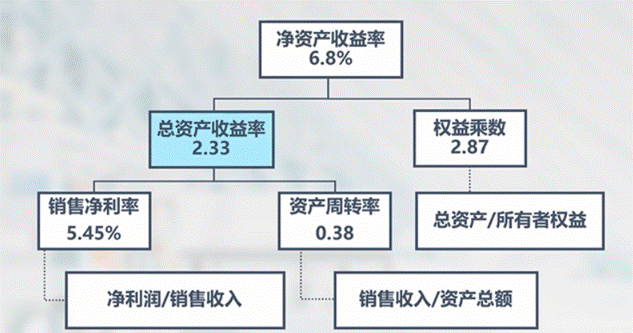 净资产收益率
6.8%
总资产收益率
2.33
权益乘数
2.87
销售净利率
5.45%
资产周转率
0.38
总资产/所有者权益
净利润/销售收入
销售收入/资产总额